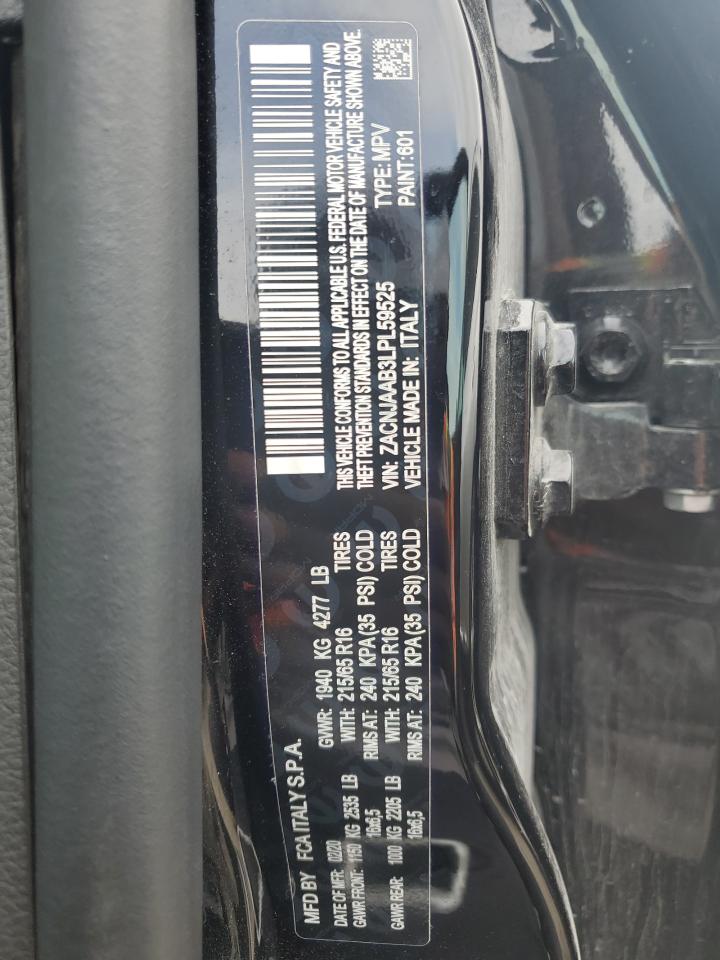 MFD BY FCA ITALY S.P.A.
DATE OF MFR: 02/20 GVWR: 1940 KG 4277 LB
GAWR FRONT: 1150 KG 2535 LB WITH: 215/65 R16 TIRES
16x6,5 RIMS AT: 240 KPA(35 PSI) COLD
GAWR REAR: 1000 KG 2205 LB WITH: 215/65 R16 TIRES
16x6,5 RIMS AT: 240 KPA(35 PSI) COLD
THIS VEHICLE CONFORMS TO ALL APPLICABLE U.S. FEDERAL MOTOR VEHICLE SAFETY AND
THEFT PREVENTION STANDARDS IN EFFECT ON THE DATE OF MANUFACTURE SHOWN ABOVE.
VIN: ZACNJAAB3LPL59525 TYPE: MPV
VEHICLE MADE IN: ITALY PAINT:601